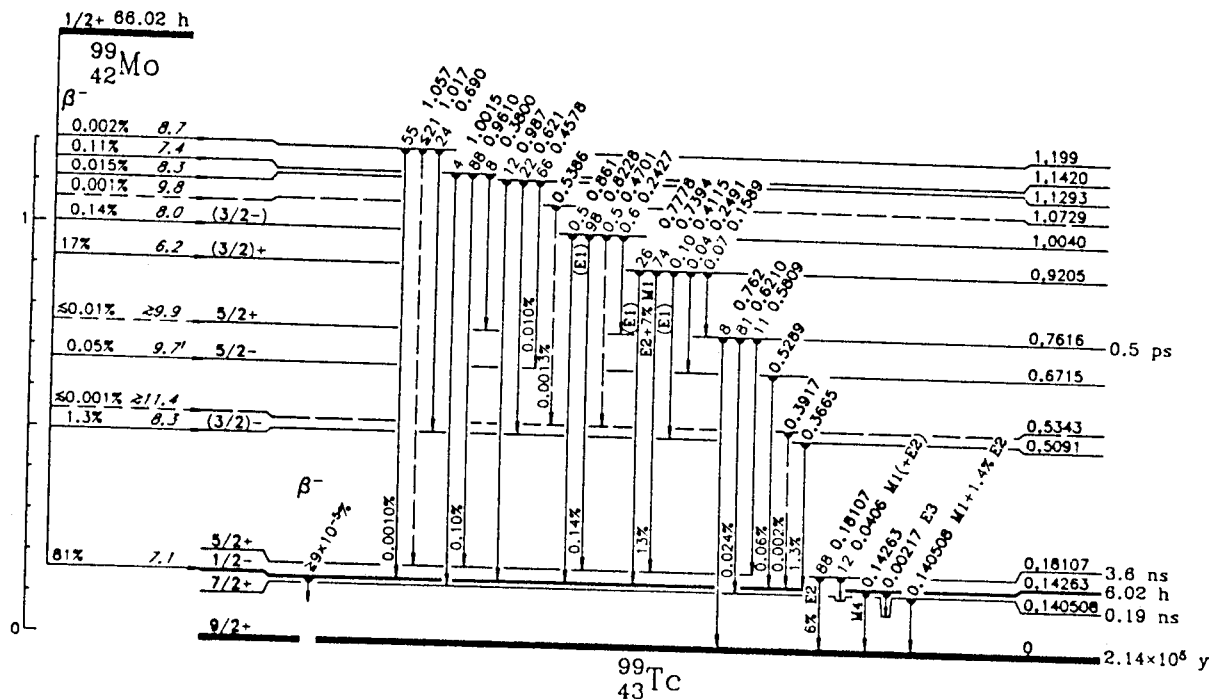 1/2+ 66.02 h
99
42 Mo
β−
0.002% 8.7
0.11% 7.4
0.015% 8.3
0.001% 9.8
0.14% 8.0 (3/2−)
17% 6.2 (3/2)+
≤0.01% ≥9.9 5/2+
0.05% 9.7¹ 5/2−
≤0.001% ≥11.4
1.3% 8.3 (3/2)−
β−
5/2+
81% 7.1 1/2−
7/2+
9/2+
1
0
55 1.057
≤21 1.017
24 0.690
4 1.0015
88 0.9610
8 0.3800
12 0.987
22 0.621
66 0.4578
0.5386
0.5 0.861
98 0.8228
0.5 0.4701
0.6 0.2427
26 0.7778
74 0.7394
0.10 0.4115
0.04 0.2491
0.07 0.1589
8 0.762
81 0.6210
11 0.5809
0.5289
0.3917
0.3665
88 0.18107
12 0.0406 M1(+E2)
0.14263
0.00217 E3
0.140508 M1+1.4% E2
(E1)
(E1)
E2+7% M1
(E1)
0.010%
0.0013%
≥9×10⁻⁵%
0.0010%
0.10%
0.14%
13%
0.024%
0.06%
0.002%
1.3%
6% E2
M4
1,199
1.1420
1.1293
1.0729
1,0040
0,9205
0,7616 0.5 ps
0.6715
0,5343
0.5091
0,18107 3.6 ns
0,14263 6.02 h
0,140508 0.19 ns
0 2.14×10⁵ y
99
43 Tc